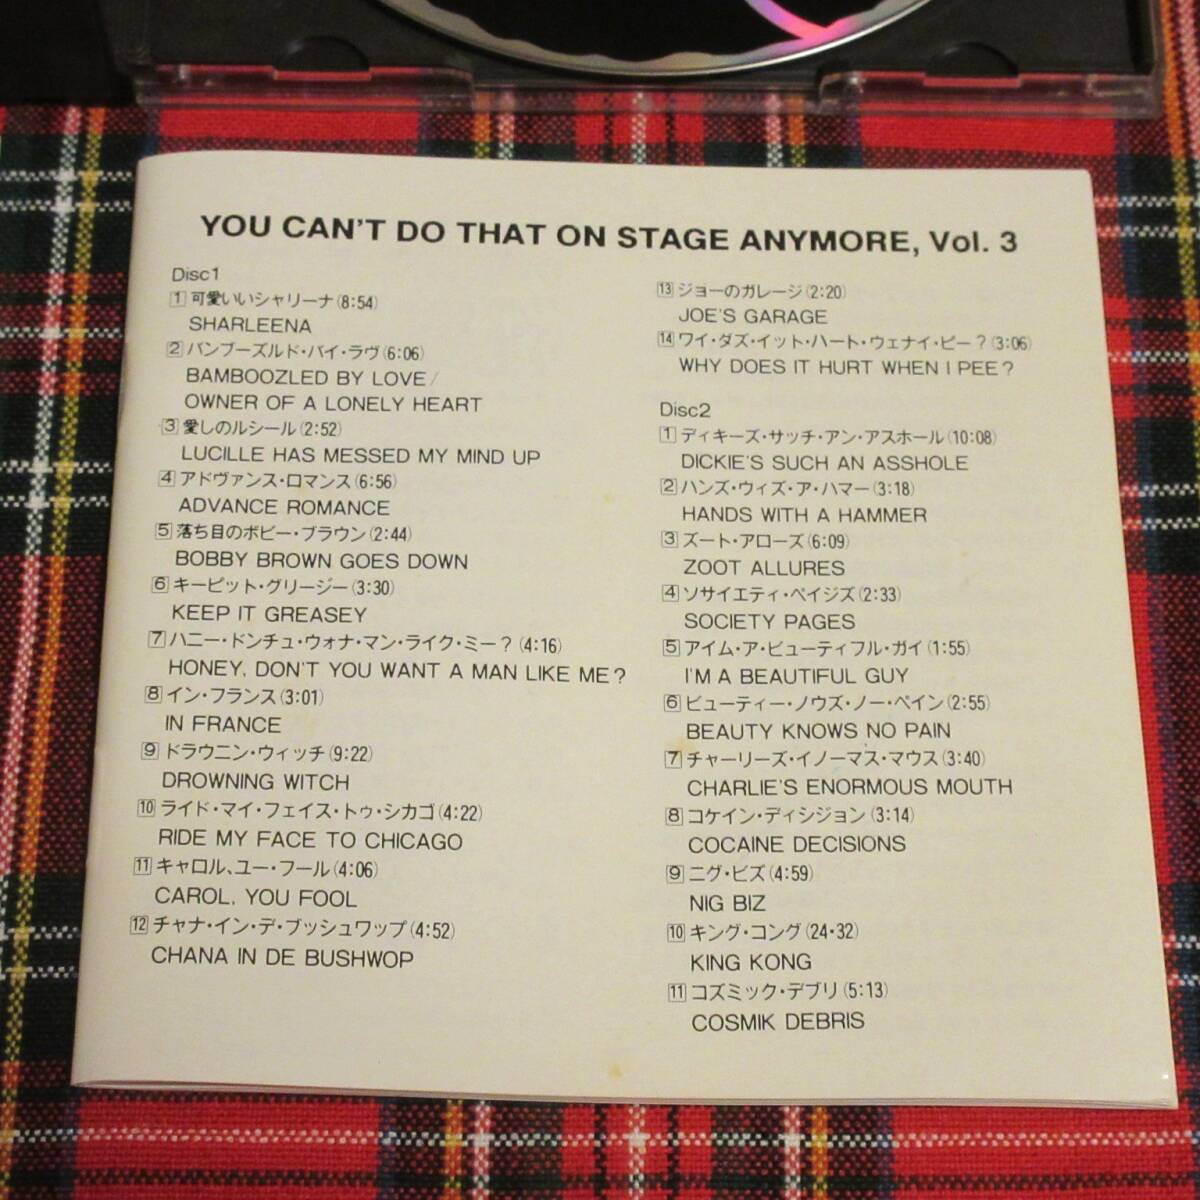 YOU CAN'T DO THAT ON STAGE ANYMORE, Vol. 3
Disc1
1 可愛いいシャリーナ(8:54)
SHARLEENA
2 バンブーズルド・バイ・ラヴ(6:06)
BAMBOOZLED BY LOVE/
OWNER OF A LONELY HEART
3 愛しのルシール(2:52)
LUCILLE HAS MESSED MY MIND UP
4 アドヴァンス・ロマンス(6:56)
ADVANCE ROMANCE
5 落ち目のボビー・ブラウン(2:44)
BOBBY BROWN GOES DOWN
6 キーピット・グリージー(3:30)
KEEP IT GREASEY
7 ハニー・ドンチュ・ウォナ・マン・ライク・ミー?(4:16)
HONEY, DON'T YOU WANT A MAN LIKE ME?
8 イン・フランス(3:01)
IN FRANCE
9 ドラウニン・ウィッチ(9:22)
DROWNING WITCH
10 ライド・マイ・フェイス・トゥ・シカゴ(4:22)
RIDE MY FACE TO CHICAGO
11 キャロル、ユー・フール(4:06)
CAROL, YOU FOOL
12 チャナ・イン・デ・ブッシュワップ(4:52)
CHANA IN DE BUSHWOP
13 ジョーのガレージ(2:20)
JOE'S GARAGE
14 ワイ・ダズ・イット・ハート・ウェナイ・ピー?(3:06)
WHY DOES IT HURT WHEN I PEE?
Disc2
1 ディキーズ・サッチ・アン・アスホール(10:08)
DICKIE'S SUCH AN ASSHOLE
2 ハンズ・ウィズ・ア・ハマー(3:18)
HANDS WITH A HAMMER
3 ズート・アローズ(6:09)
ZOOT ALLURES
4 ソサイエティ・ペイジズ(2:33)
SOCIETY PAGES
5 アイム・ア・ビューティフル・ガイ(1:55)
I'M A BEAUTIFUL GUY
6 ビューティー・ノウズ・ノー・ペイン(2:55)
BEAUTY KNOWS NO PAIN
7 チャーリーズ・イノーマス・マウス(3:40)
CHARLIE'S ENORMOUS MOUTH
8 コケイン・ディシジョン(3:14)
COCAINE DECISIONS
9 ニグ・ビズ(4:59)
NIG BIZ
10 キング・コング(24・32)
KING KONG
11 コズミック・デブリ(5:13)
COSMIK DEBRIS